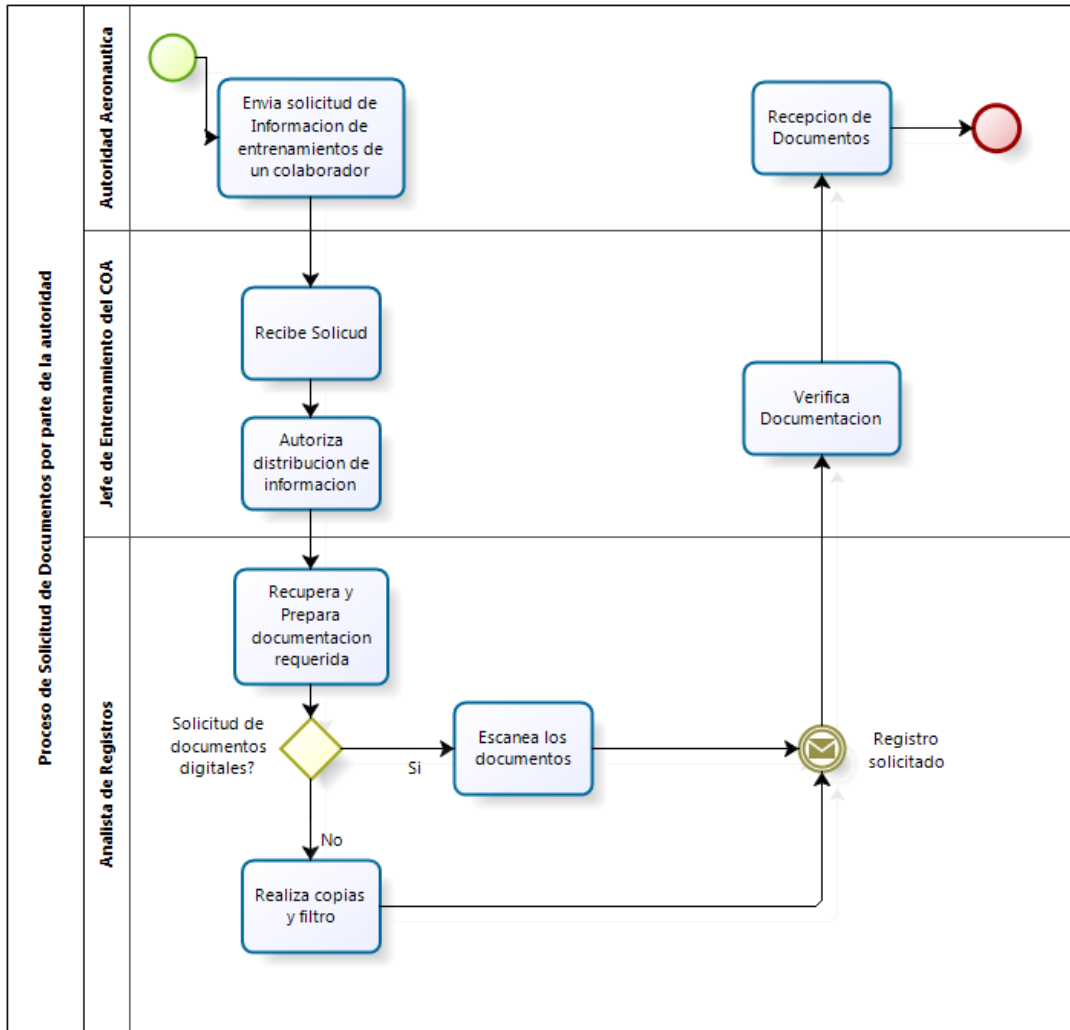 Proceso de Solicitud de Documentos por parte de la autoridad
Autoridad Aeronautica
Envia solicitud de
Informacion de
entrenamientos de
un colaborador
Recepcion de
Documentos
Jefe de Entrenamiento del COA
Recibe Solicud
Autoriza
distribucion de
informacion
Verifica
Documentacion
Analista de Registros
Recupera y
Prepara
documentacion
requerida
Solicitud de
documentos
digitales?
Si
Escanea los
documentos
Registro
solicitado
No
Realiza copias
y filtro